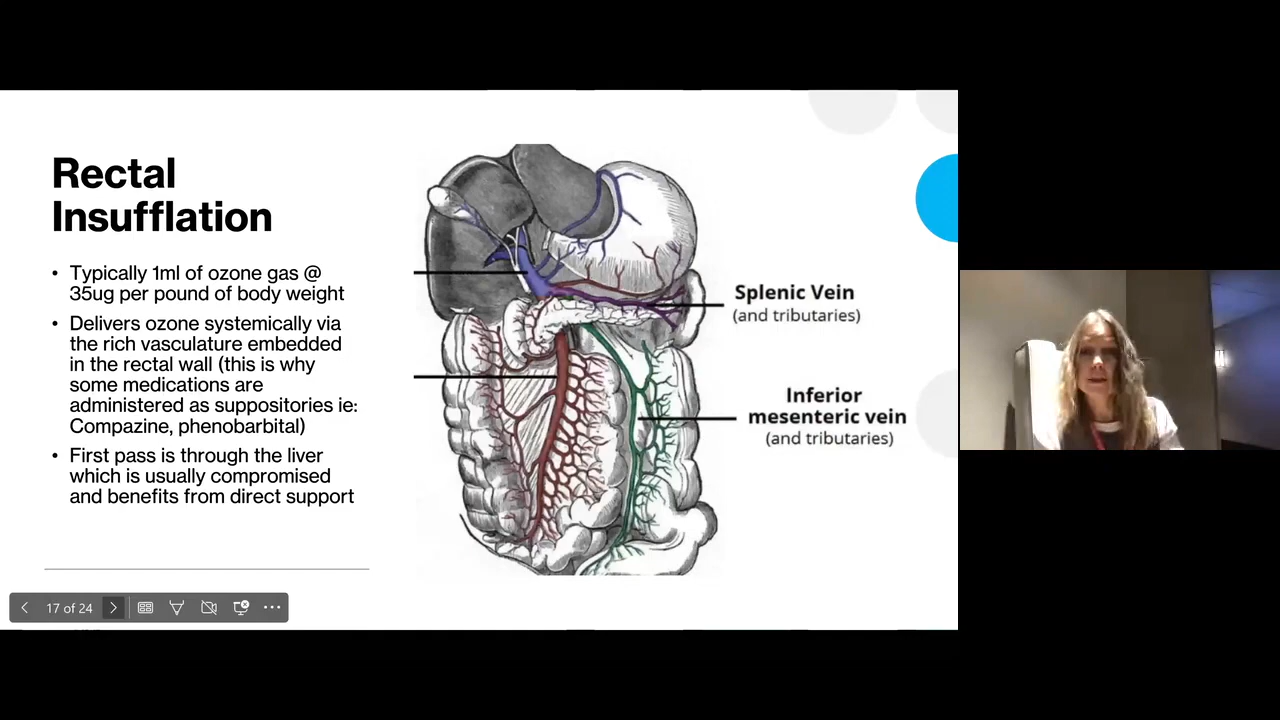 Rectal
Insufflation
• Typically 1ml of ozone gas @
35ug per pound of body weight
• Delivers ozone systemically via
the rich vasculature embedded
in the rectal wall (this is why
some medications are
administered as suppositories ie:
Compazine, phenobarbital)
• First pass is through the liver
which is usually compromised
and benefits from direct support
Splenic Vein
(and tributaries)
Inferior
mesenteric vein
(and tributaries)
17 of 24